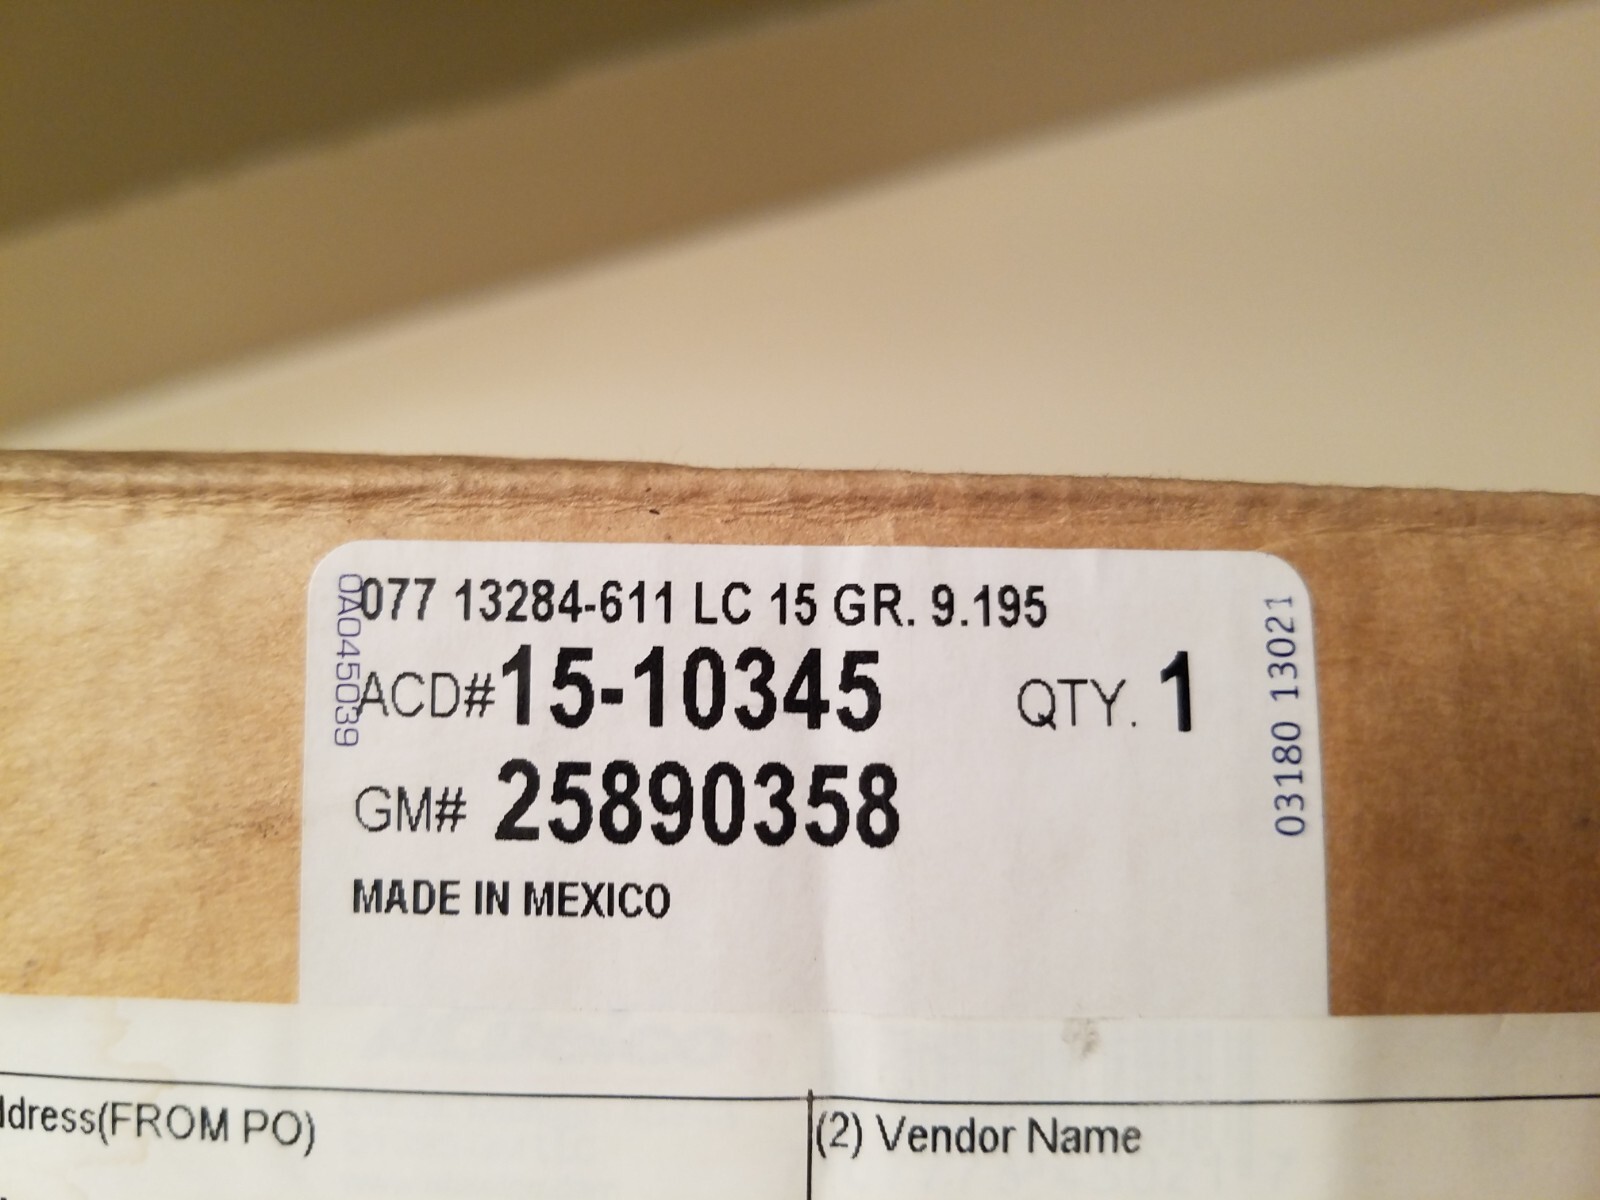 077 13284-611 LC 15 GR. 9.195
0A045039
ACD# 15-10345 QTY. 1
03180 13021
GM# 25890358
MADE IN MEXICO
ddress(FROM PO)
(2) Vendor Name